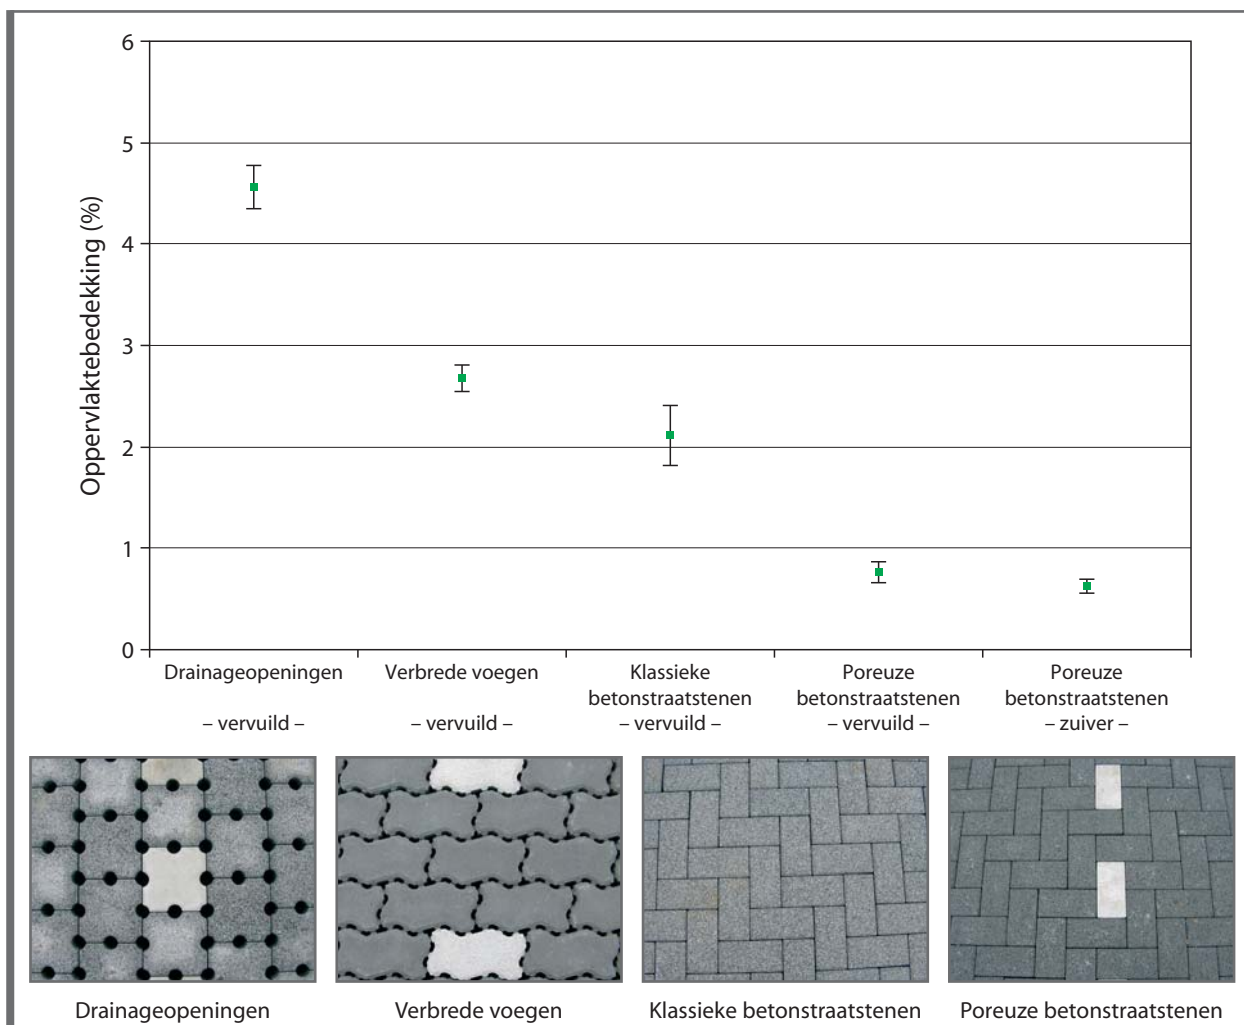 Oppervlaktebedekking (%)
6
5
4
3
2
1
0
Drainageopeningen
– vervuild –
Verbrede voegen
– vervuild –
Klassieke
betonstraatstenen
– vervuild –
Poreuze
betonstraatstenen
– vervuild –
Poreuze
betonstraatstenen
– zuiver –
Drainageopeningen
Verbrede voegen
Klassieke betonstraatstenen
Poreuze betonstraatstenen